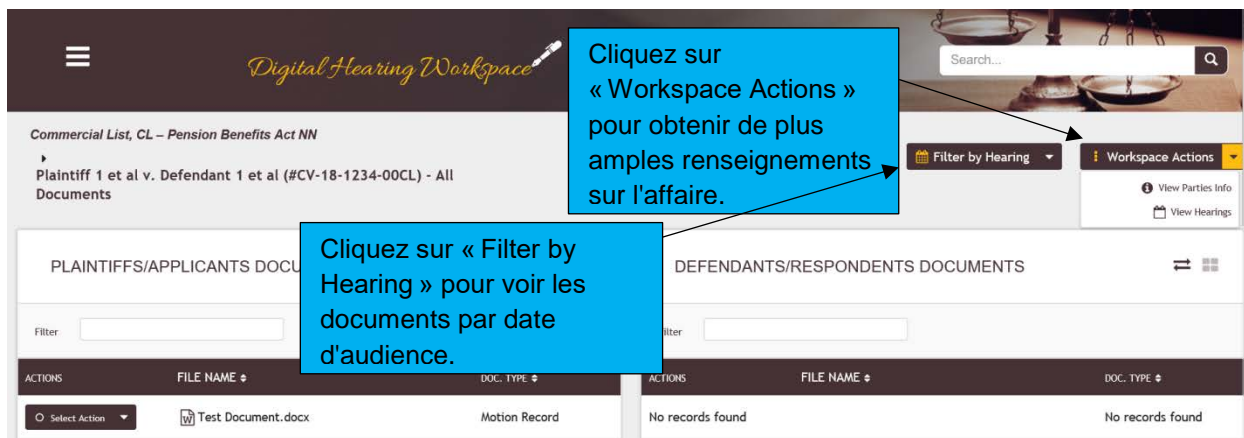 Digital Hearing Workspace
Search...
Cliquez sur
« Workspace Actions »
pour obtenir de plus
amples renseignements
sur l'affaire.
Commercial List, CL – Pension Benefits Act NN
Plaintiff 1 et al v. Defendant 1 et al (#CV-18-1234-00CL) - All
Documents
Filter by Hearing
Workspace Actions
View Parties Info
View Hearings
Cliquez sur « Filter by
Hearing » pour voir les
documents par date
d'audience.
PLAINTIFFS/APPLICANTS DOCU
DEFENDANTS/RESPONDENTS DOCUMENTS
Filter
ilter
ACTIONS FILE NAME DOC. TYPE
ACTIONS FILE NAME DOC. TYPE
Select Action Test Document.docx Motion Record
No records found No records found